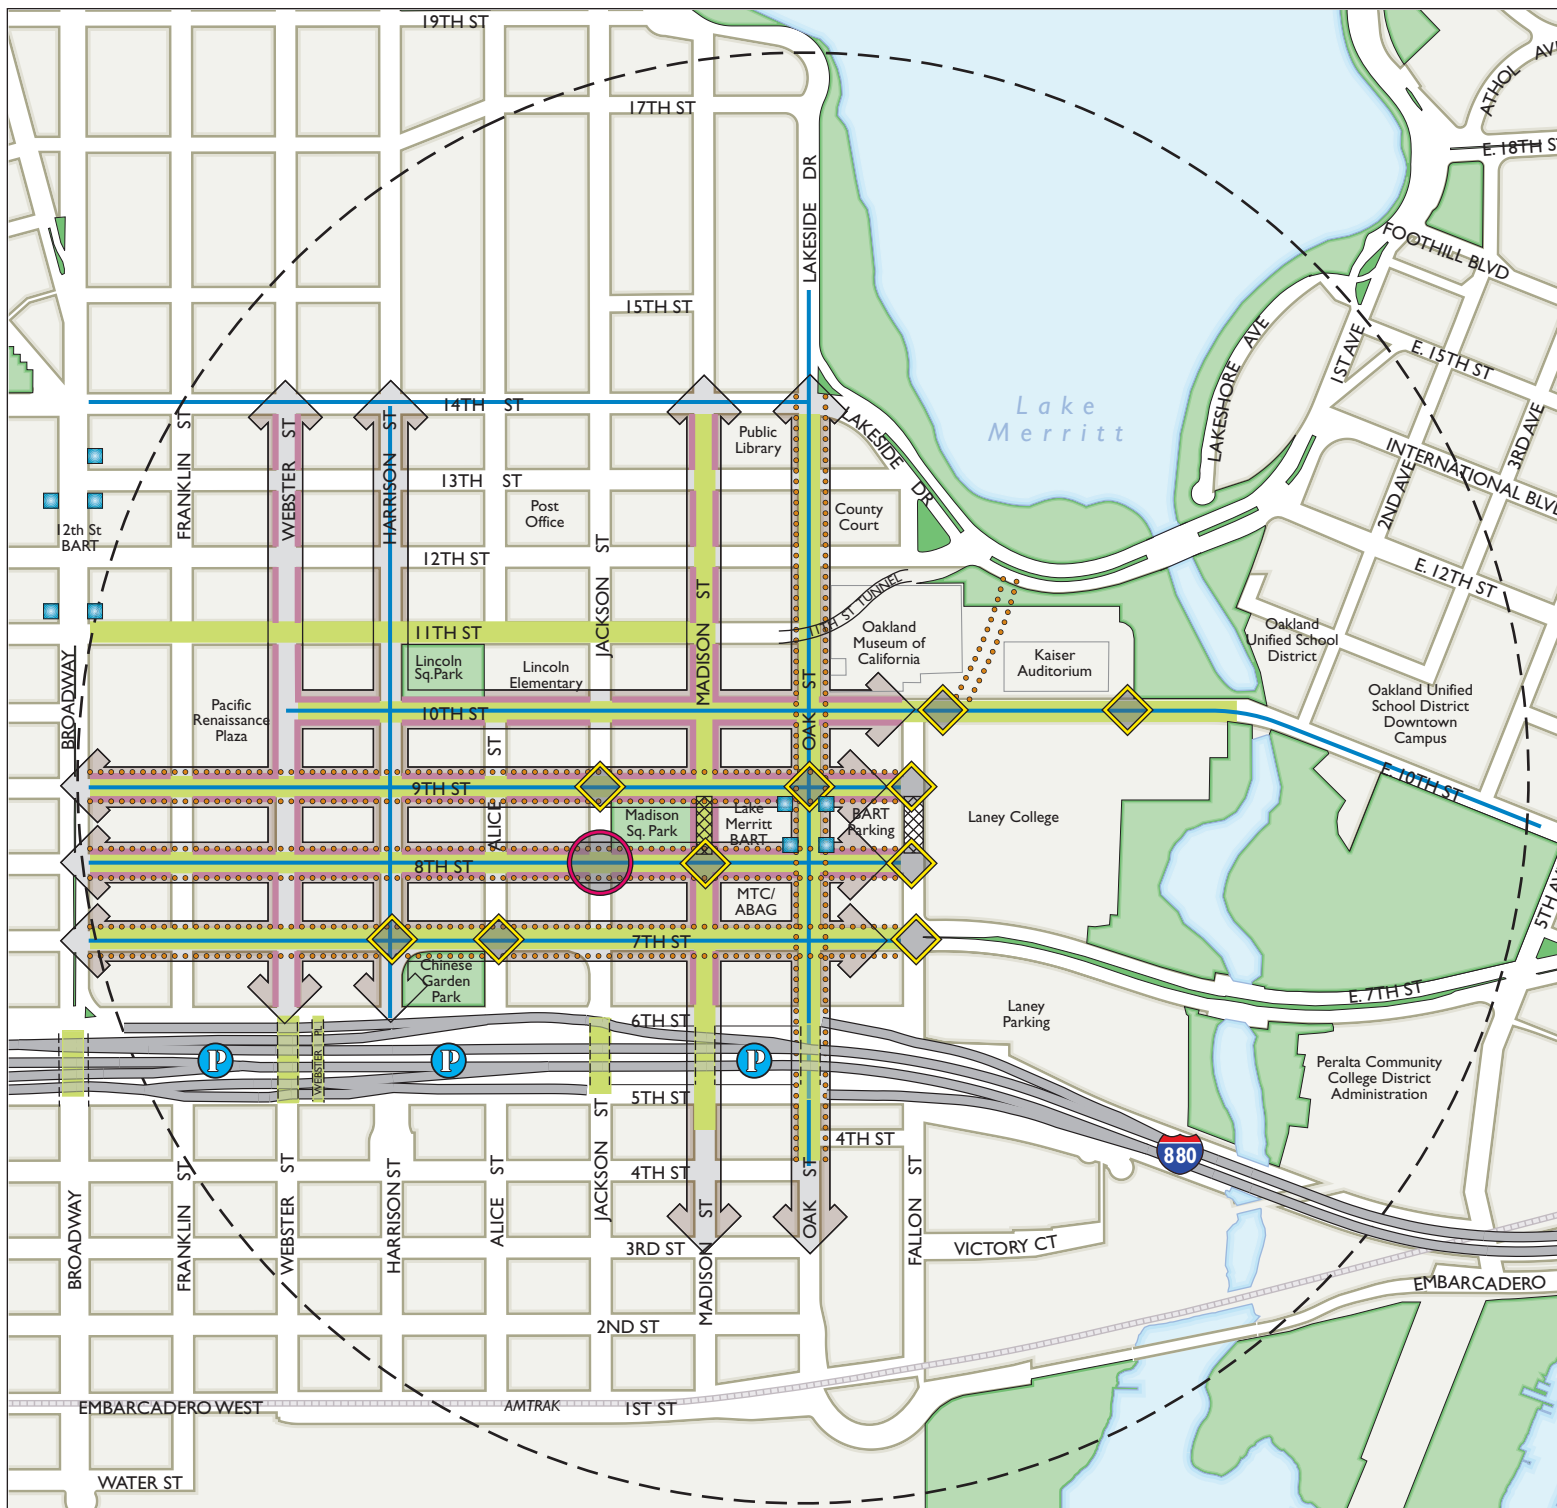 19TH ST
17TH ST
LAKESIDE DR
ATHOL AVE
E. 18TH ST
FOOTHILL BLVD
15TH ST
LAKESHORE AVE
1ST AVE
E. 15TH ST
Lake
Merritt
14TH ST
LAKESIDE DR
Public
Library
3RD AVE
INTERNATIONAL BLVD
2ND AVE
FRANKLIN ST
WEBSTER ST
HARRISON ST
13TH ST
Post
Office
County
Court
12th St
BART
12TH ST
JACKSON ST
MADISON ST
11TH ST TUNNEL
E. 12TH ST
11TH ST
Oakland
Museum of
California
Kaiser
Auditorium
Oakland
Unified School
District
Lincoln
Sq.Park
Lincoln
Elementary
BROADWAY
OAK ST
Pacific
Renaissance
Plaza
10TH ST
Oakland Unified
School District
Downtown
Campus
ALICE ST
9TH ST
E. 10TH ST
Madison
Sq. Park
Lake
Merritt
BART
BART
Parking
Laney College
8TH ST
MTC/
ABAG
5TH AVE
7TH ST
Chinese
Garden
Park
E. 7TH ST
Laney
Parking
6TH ST
WEBSTER PL
P
P
P
Peralta Community
College District
Administration
5TH ST
4TH ST
880
4TH ST
BROADWAY
FRANKLIN ST
WEBSTER ST
HARRISON ST
ALICE ST
JACKSON ST
MADISON ST
OAK ST
FALLON ST
3RD ST
VICTORY CT
EMBARCADERO
2ND ST
EMBARCADERO WEST
AMTRAK
1ST ST
WATER ST